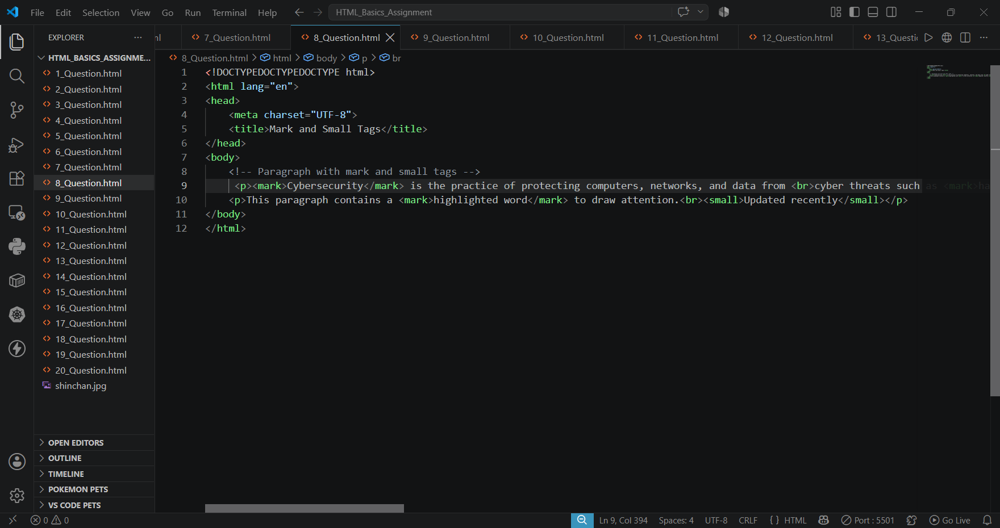 File Edit Selection View Go Run Terminal Help HTML_Basics_Assignment
EXPLORER
HTML_BASICS_ASSIGNME...
1_Question.html
2_Question.html
3_Question.html
4_Question.html
5_Question.html
6_Question.html
7_Question.html
8_Question.html
9_Question.html
10_Question.html
11_Question.html
12_Question.html
13_Question.html
14_Question.html
15_Question.html
16_Question.html
17_Question.html
18_Question.html
19_Question.html
20_Question.html
shinchan.jpg
OPEN EDITORS
OUTLINE
TIMELINE
POKEMON PETS
VS CODE PETS
nl 7_Question.html 8_Question.html 9_Question.html 10_Question.html 11_Question.html 12_Question.html 13_Questic
8_Question.html > html > body > p > br
1 <!DOCTYPEDOCTYPEDOCTYPE html>
2 <html lang="en">
3 <head>
4 <meta charset="UTF-8">
5 <title>Mark and Small Tags</title>
6 </head>
7 <body>
8 <!-- Paragraph with mark and small tags -->
9 <p><mark>Cybersecurity</mark> is the practice of protecting computers, networks, and data from <br>cyber threats such as <mark>ha
10 <p>This paragraph contains a <mark>highlighted word</mark> to draw attention.<br><small>Updated recently</small></p>
11 </body>
12 </html>
0 0 Ln 9, Col 394 Spaces: 4 UTF-8 CRLF {} HTML Port : 5501 Go Live